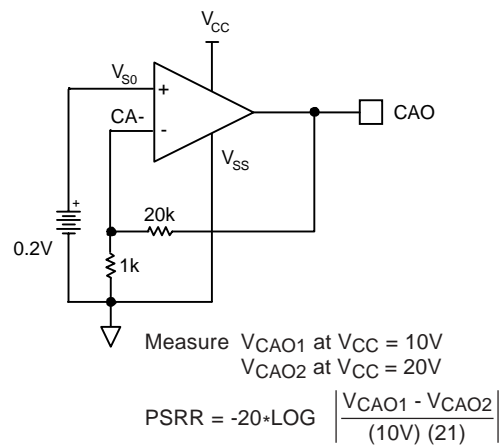 VCC
VS0
+
CAO
CA-
-
VSS
+
20k
0.2V
1k
Measure VCAO1 at VCC = 10V
VCAO2 at VCC = 20V
PSRR = -20*LOG | VCAO1 - VCAO2 |
(10V) (21)